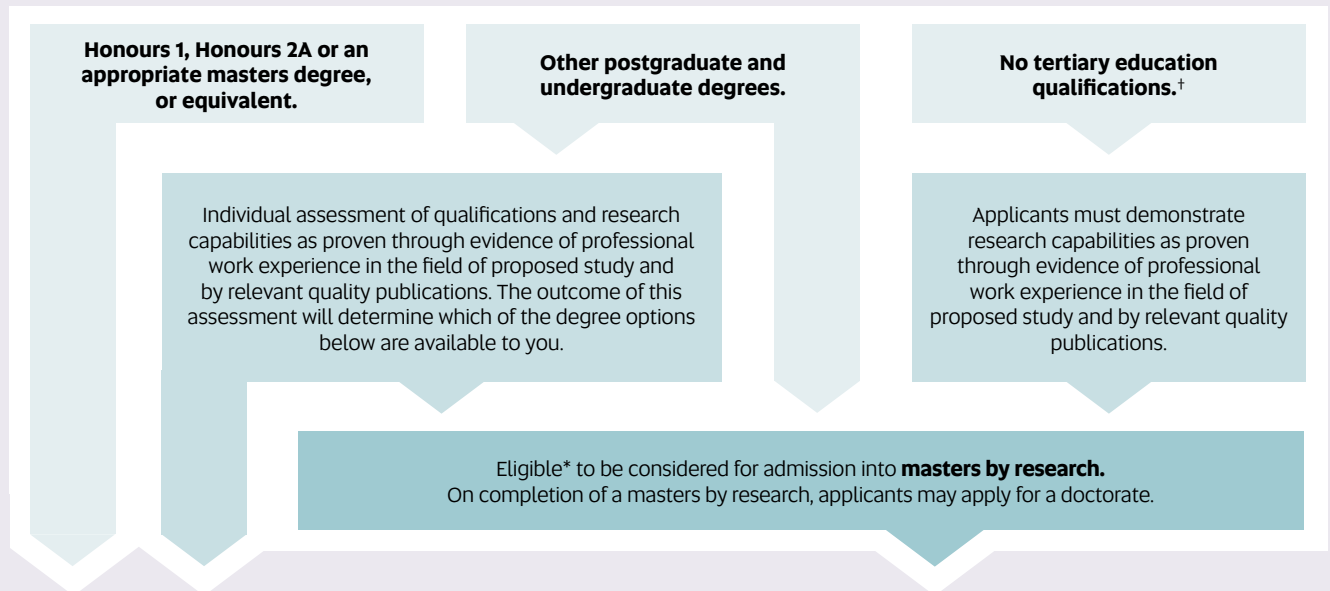 Honours 1, Honours 2A or an
appropriate masters degree,
or equivalent.
Other postgraduate and
undergraduate degrees.
No tertiary education
qualifications.†
Individual assessment of qualifications and research
capabilities as proven through evidence of professional
work experience in the field of proposed study and
by relevant quality publications. The outcome of this
assessment will determine which of the degree options
below are available to you.
Applicants must demonstrate
research capabilities as proven
through evidence of professional
work experience in the field of
proposed study and by relevant quality
publications.
Eligible* to be considered for admission into masters by research.
On completion of a masters by research, applicants may apply for a doctorate.